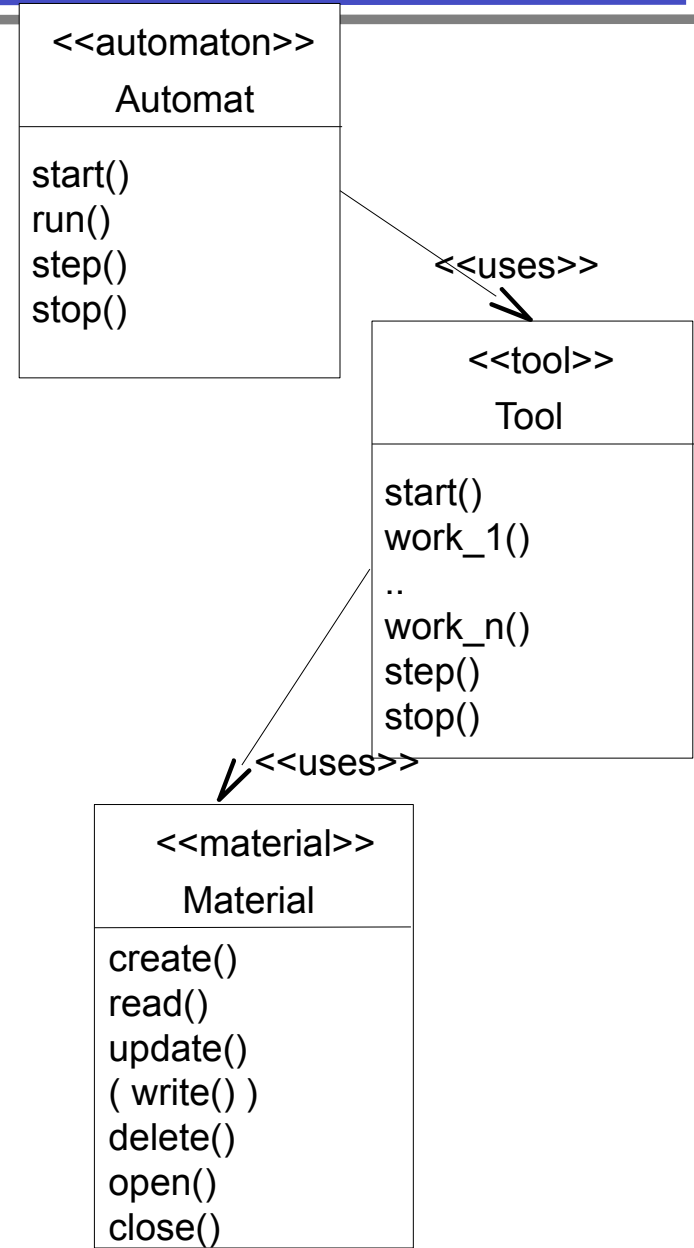 <<automaton>>
Automat
start()
run()
step()
stop()
<<uses>>
<<tool>>
Tool
start()
work_1()
..
work_n()
step()
stop()
<<uses>>
<<material>>
Material
create()
read()
update()
( write() )
delete()
open()
close()